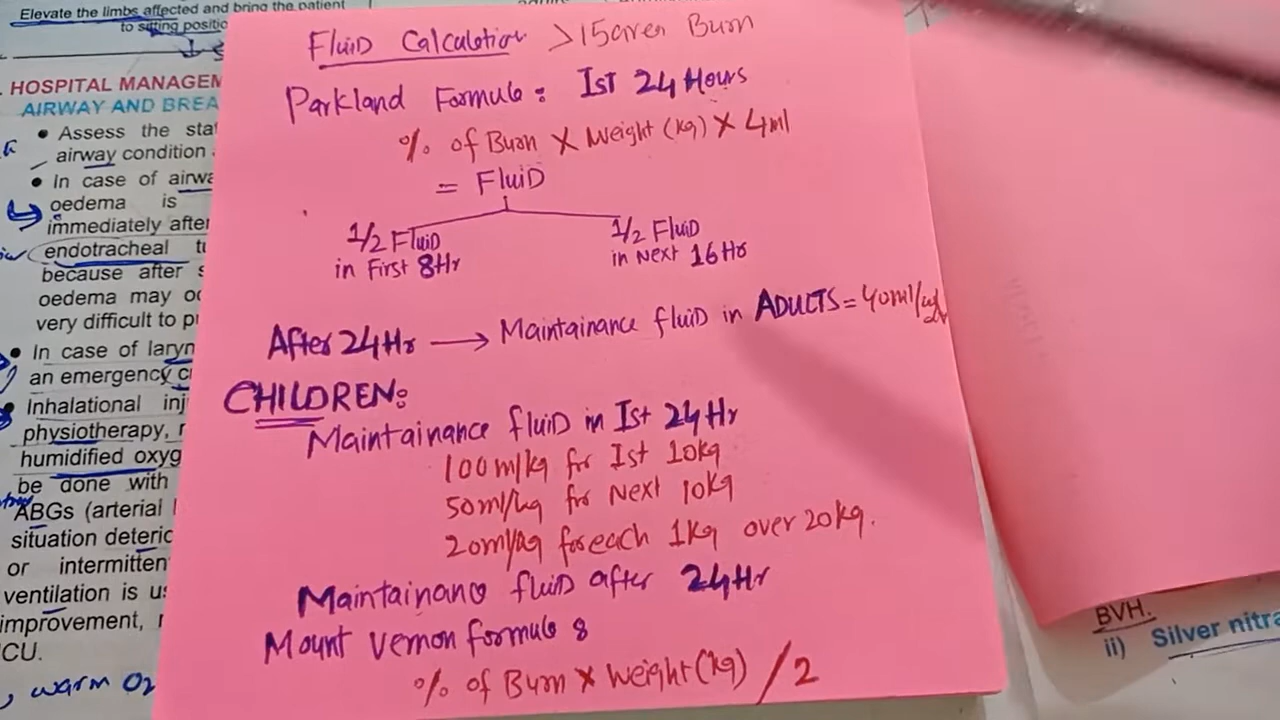 Elevate the limbs affected and bring the patient
to sitting positio
HOSPITAL MANAGEM
AIRWAY AND BREA
• Assess the sta
airway condition
• In case of airwa
oedema is
immediately after
endotracheal t
because after s
oedema may oc
very difficult to p
• In case of laryn
an emergency c
• Inhalational inj
physiotherapy, r
humidified oxyg
be done with
ABGs (arterial
situation deteric
or intermitten
ventilation is us
improvement, r
CU.
warm O2
FluiD Calculation >15% Burn
Parkland Formula: Ist 24 Hours
% of Burn X Weight (kg) X 4ml
= FluiD
1/2 FluiD
in First 8Hr
1/2 FluiD
in Next 16Hr
After 24Hr → Maintainance fluiD in ADULTS = 40ml/
CHILDREN:
Maintainance fluiD in Ist 24Hr
100m/kg for Ist 10kg
50ml/kg for Next 10kg
20ml/kg for each 1kg over 20kg.
Maintainance fluiD after 24Hr
Mount Vernon formula :
% of Burn X Weight (kg) /2
BVH.
ii) Silver nitra